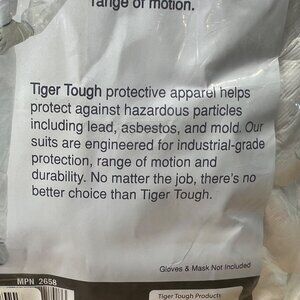 range of motion.
Tiger Tough protective apparel helps
protect against hazardous particles
including lead, asbestos, and mold. Our
suits are engineered for industrial-grade
protection, range of motion and
durability. No matter the job, there's no
better choice than Tiger Tough.
Gloves & Mask Not Included
MPN 2658
Tiger Tough Products